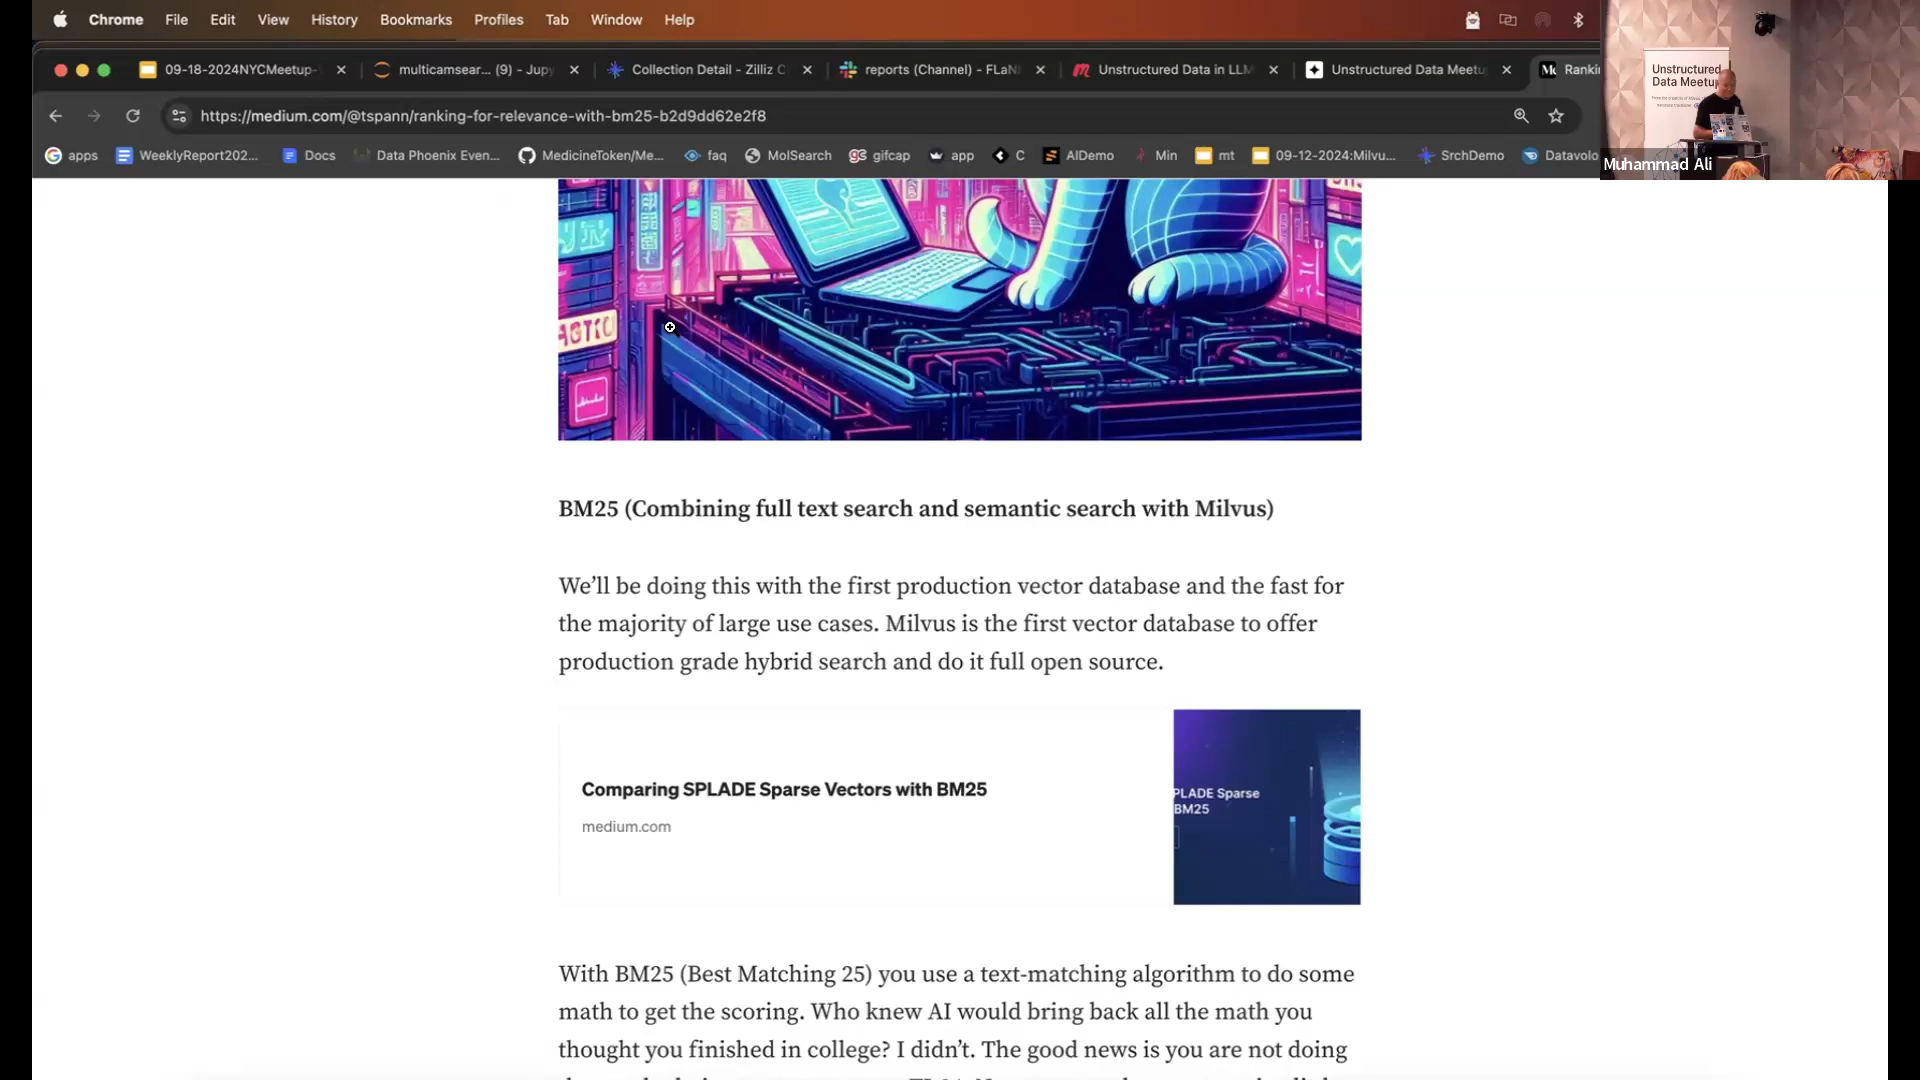 Chrome File Edit View History Bookmarks Profiles Tab Window Help
09-18-2024NYCMeetup- multicamsear... (9) - Jupy Collection Detail - Zilliz C reports (Channel) - FLaN Unstructured Data in LLM Unstructured Data Meetu Ranki
https://medium.com/@tspann/ranking-for-relevance-with-bm25-b2d9dd62e2f8
apps WeeklyReport202... Docs Data Phoenix Even... MedicineToken/Me... faq MolSearch gifcap app C AIDemo Min mt 09-12-2024:Milvu... SrchDemo Datavolo
Unstructured
Data Meetup
Muhammad Ali
BM25 (Combining full text search and semantic search with Milvus)
We’ll be doing this with the first production vector database and the fast for
the majority of large use cases. Milvus is the first vector database to offer
production grade hybrid search and do it full open source.
Comparing SPLADE Sparse Vectors with BM25
medium.com
PLADE Sparse
BM25
With BM25 (Best Matching 25) you use a text-matching algorithm to do some
math to get the scoring. Who knew AI would bring back all the math you
thought you finished in college? I didn’t. The good news is you are not doing